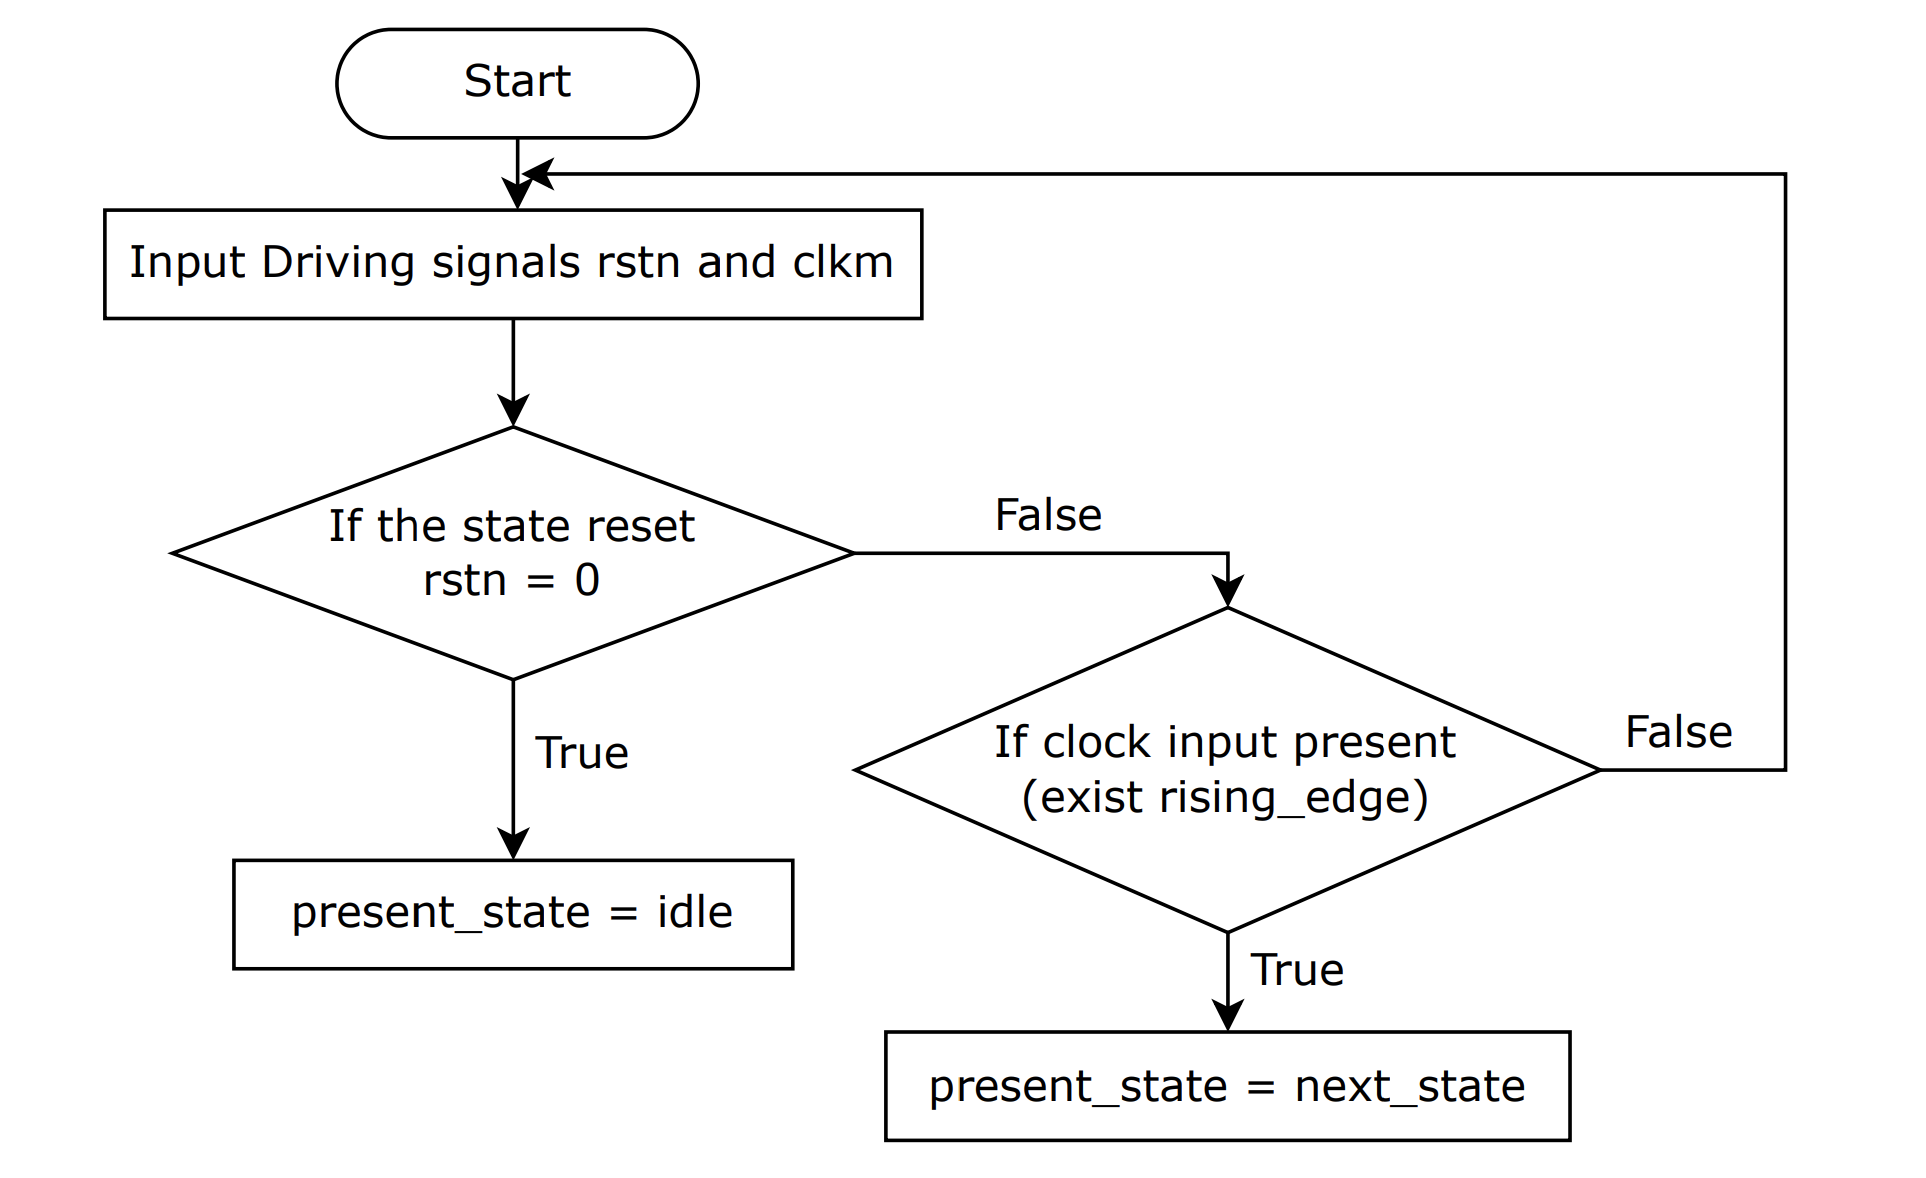 Start
Input Driving signals rstn and clkm
If the state reset
rstn = 0
False
True
If clock input present
(exist rising_edge)
False
present_state = idle
True
present_state = next_state